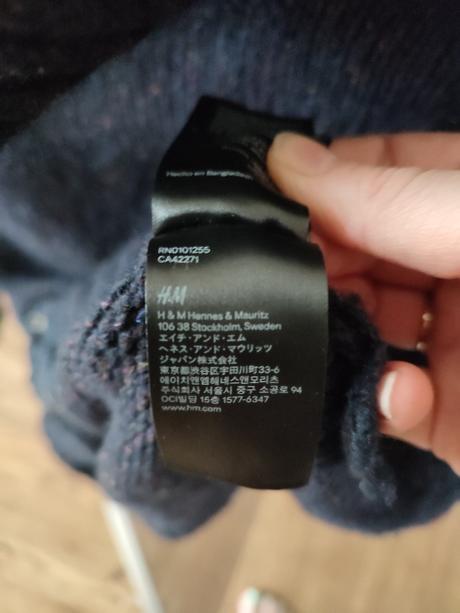 Hecho en Bangladesh
RN0101255
CA42271
H&M
H & M Hennes & Mauritz
106 38 Stockholm, Sweden
エイチ・アンド・エム
ヘネス・アンド・マウリッツ
ジャパン株式会社
東京都渋谷区宇田川町33-6
에이치앤엠헤네스앤모리츠
주식회사 서울시 중구 소공로 94
OCI빌딩 15층 1577-6347
www.hm.com